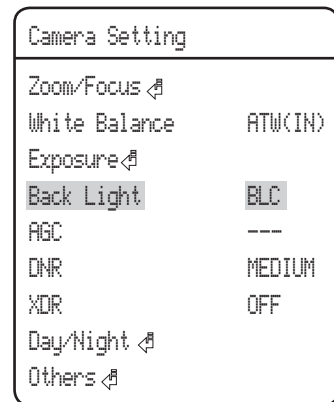 Camera Setting
Zoom/Focus ⏎
White Balance ATW(IN)
Exposure⏎
Back Light BLC
AGC ---
DNR MEDIUM
XDR OFF
Day/Night ⏎
Others ⏎